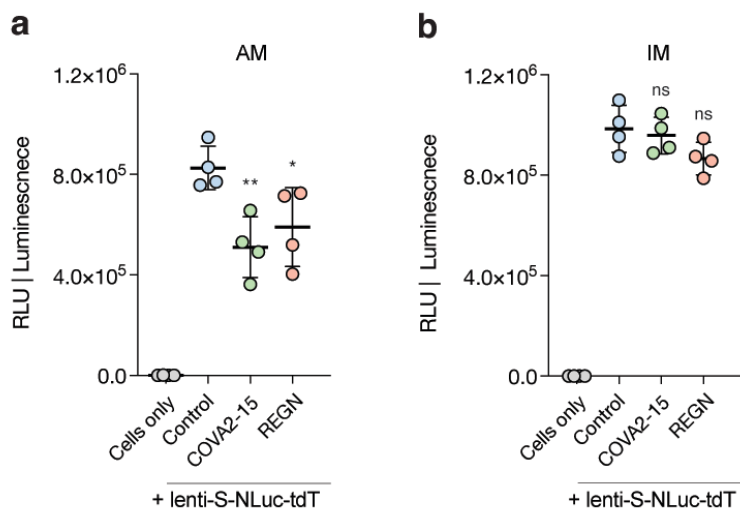 a
AM
1.2×10⁶
8.0×10⁵
4.0×10⁵
0.0
RLU | Luminescnece
**
*
Cells only
Control
COVA2-15
REGN
+ lenti-S-NLuc-tdT
b
IM
1.2×10⁶
8.0×10⁵
4.0×10⁵
0.0
RLU | Luminescnece
ns
ns
Cells only
Control
COVA2-15
REGN
+ lenti-S-NLuc-tdT